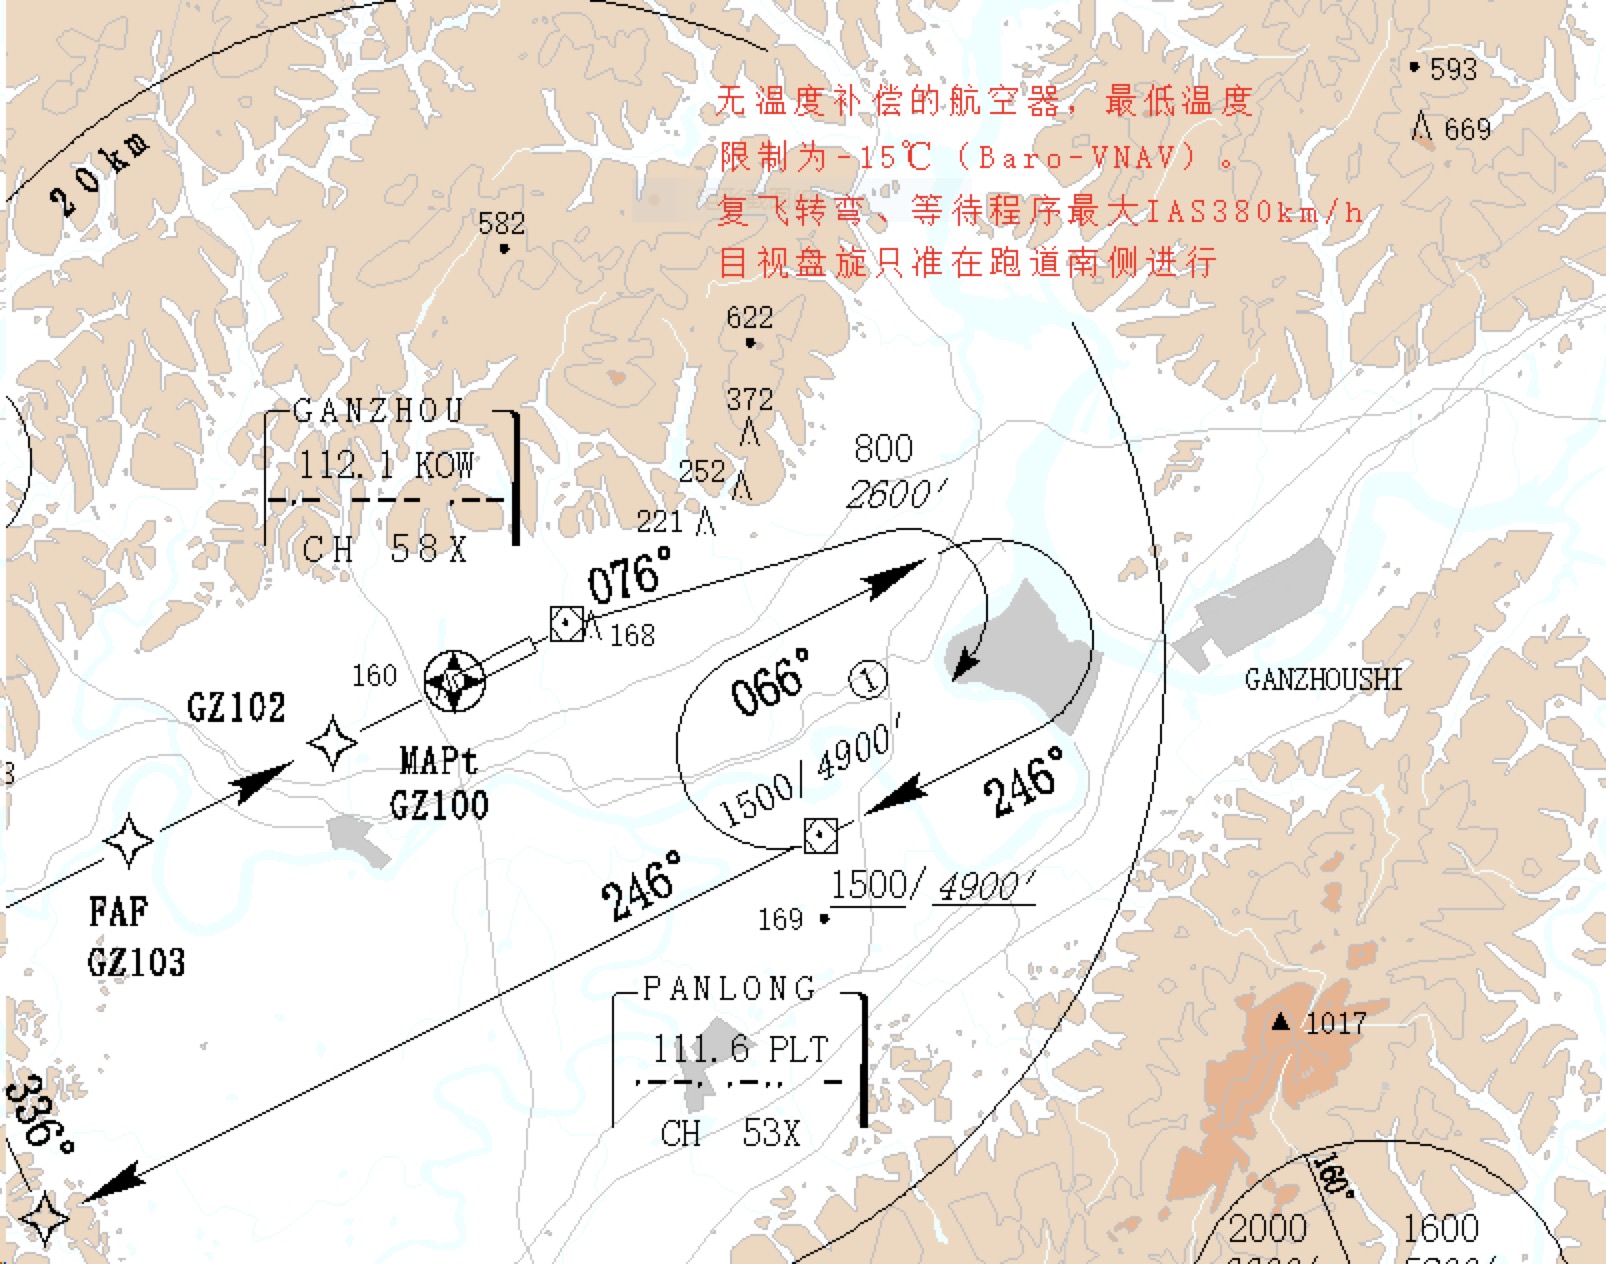 20km
593
669
无温度补偿的航空器，最低温度
限制为-15℃（Baro-VNAV）。
复飞转弯、等待程序最大IAS380km/h
目视盘旋只准在跑道南侧进行
582
622
372
252
221
800
2600′
GANZHOU
112.1 KOW
CH 58X
076°
168
160
066°
1
GZ102
MAPt
GZ100
GANZHOUSHI
1500/4900′
246°
3
FAF
GZ103
246°
1500/4900′
169
PANLONG
111.6 PLT
CH 53X
1017
336°
160°
2000
1600